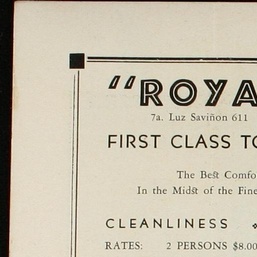 "ROYA
7a. Luz Saviñon 611
FIRST CLASS TO
The Best Comfo
In the Midst of the Fine
CLEANLINESS
RATES: 2 PERSONS $8.00